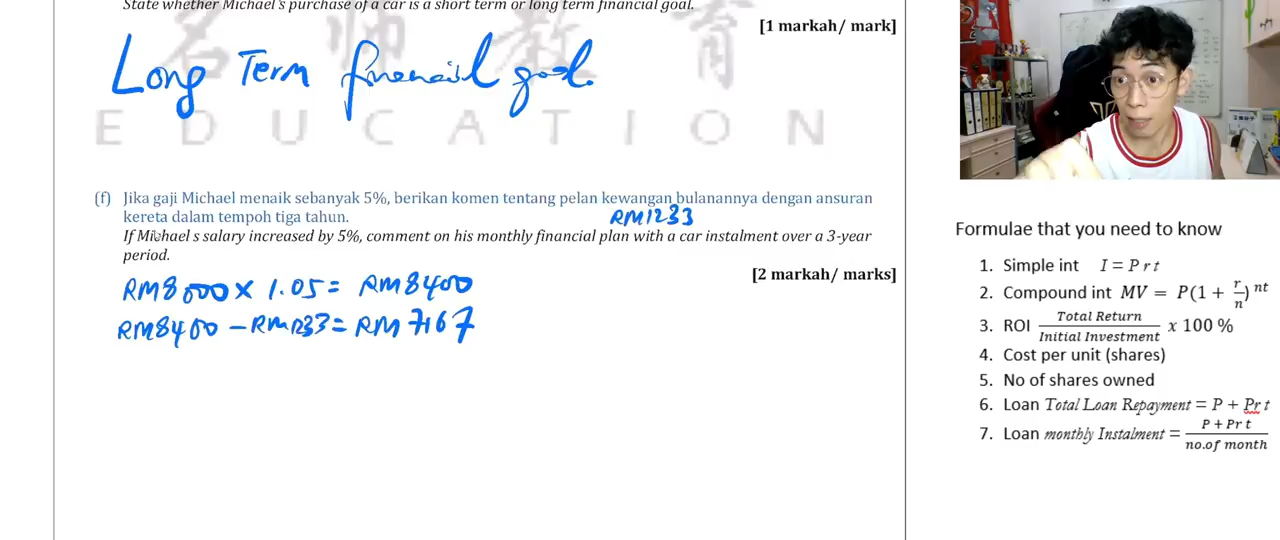 State whether Michael's purchase of a car is a short term or long term financial goal.
[1 markah/ mark]
名 师 教 育
Long Term financial goal.
E D U C A T I O N
(f) Jika gaji Michael menaik sebanyak 5%, berikan komen tentang pelan kewangan bulanannya dengan ansuran
kereta dalam tempoh tiga tahun.
RM1233
If Michael s salary increased by 5%, comment on his monthly financial plan with a car instalment over a 3-year
period.
[2 markah/ marks]
RM8000 × 1.05 = RM8400
RM8400 – RM1233 = RM7167
Formulae that you need to know
1. Simple int I = P r t
2. Compound int MV = P(1 + r/n) nt
3. ROI Total Return / Initial Investment x 100 %
4. Cost per unit (shares)
5. No of shares owned
6. Loan Total Loan Repayment = P + Pr t
7. Loan monthly Instalment = P + Pr t / no.of month